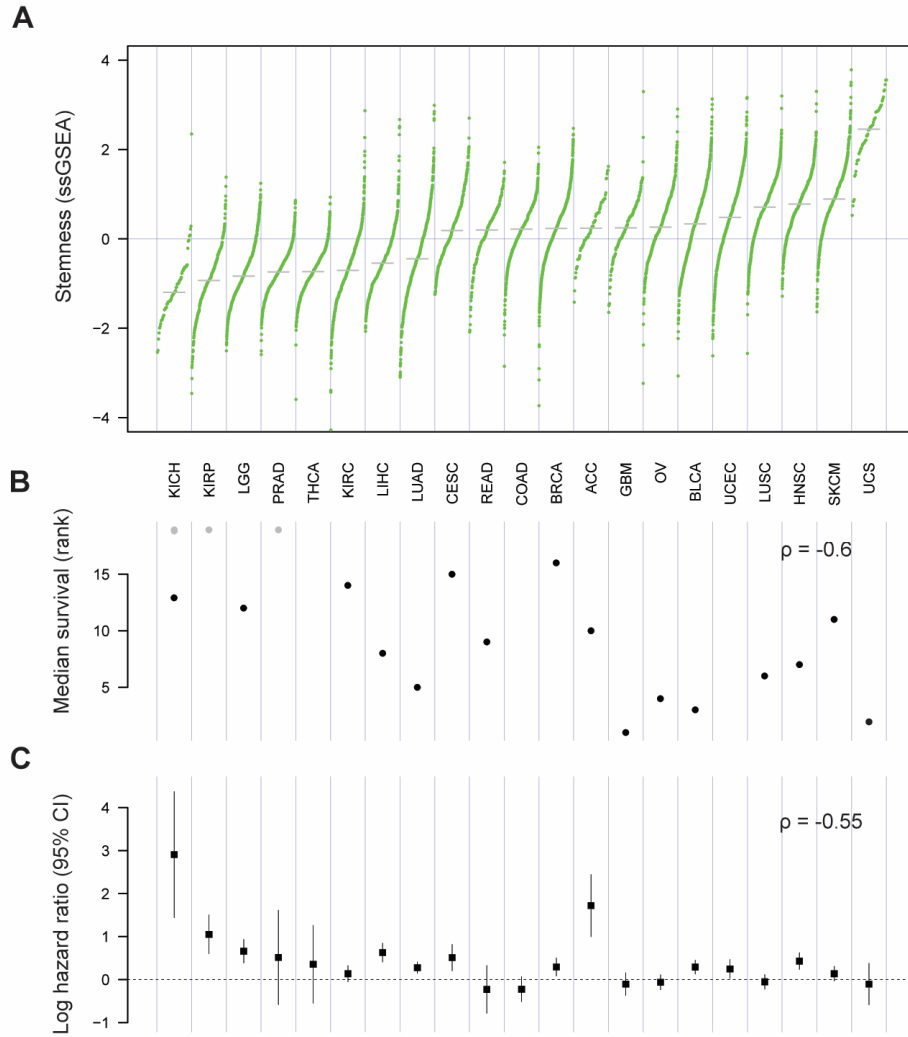 A
Stemness (ssGSEA)
4
2
0
−2
−4
KICH
KIRP
LGG
PRAD
THCA
KIRC
LIHC
LUAD
CESC
READ
COAD
BRCA
ACC
GBM
OV
BLCA
UCEC
LUSC
HNSC
SKCM
UCS
B
Median survival (rank)
15
10
5
ρ = -0.6
C
Log hazard ratio (95% CI)
4
3
2
1
0
−1
ρ = -0.55